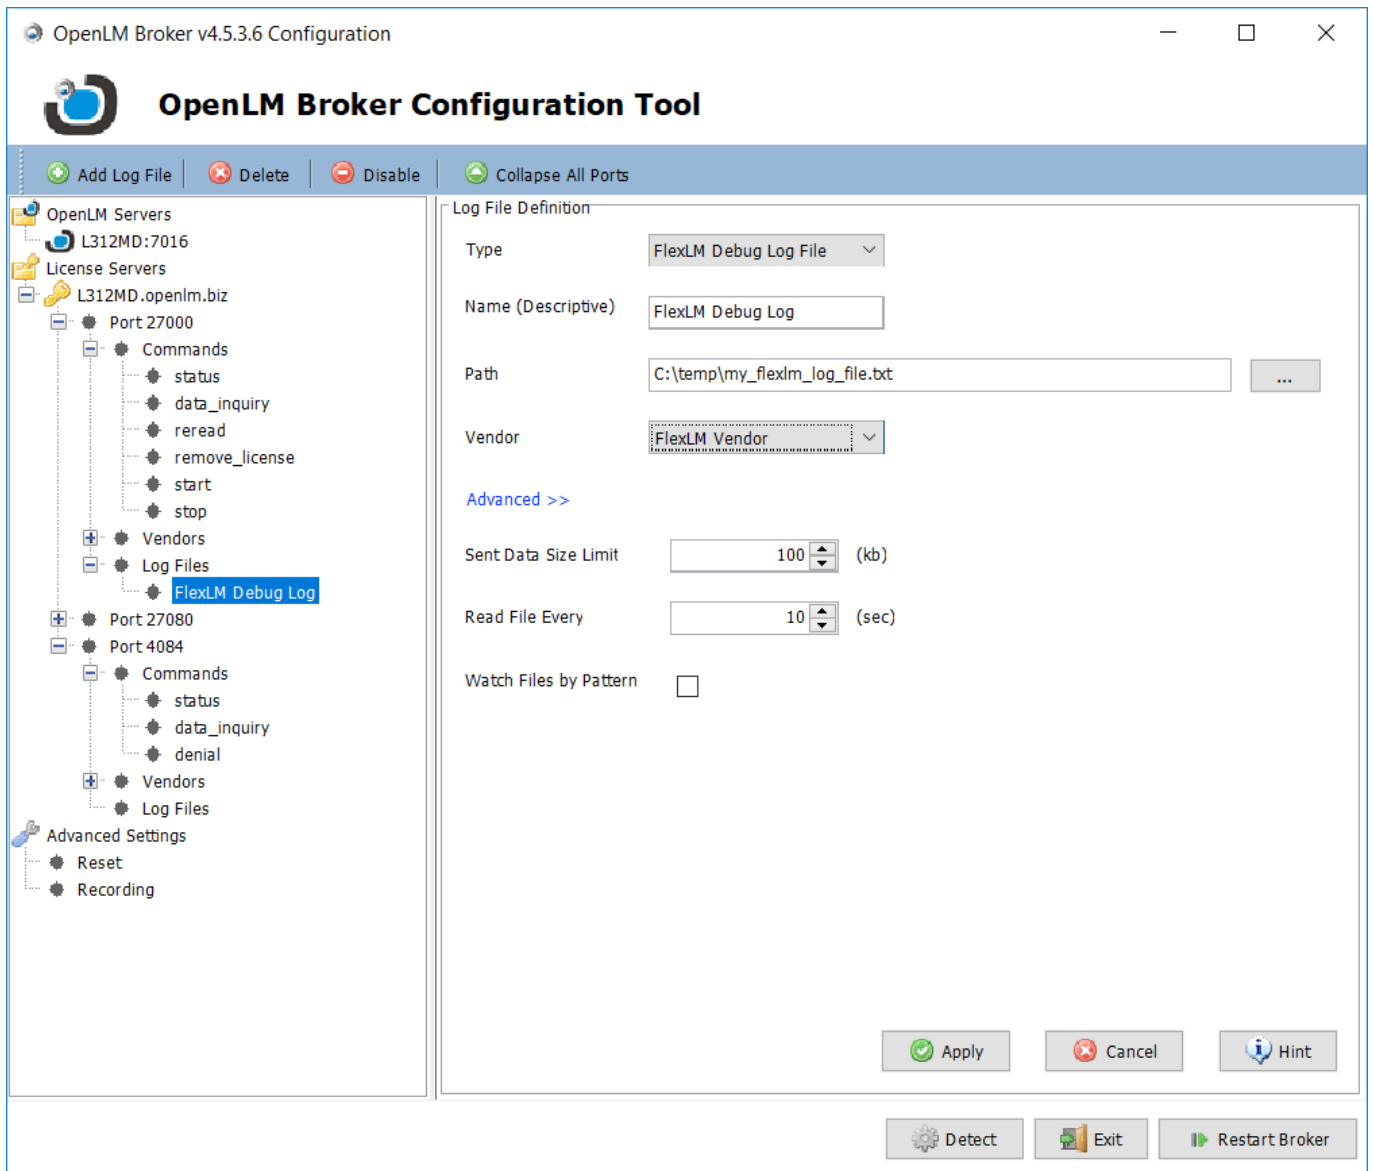 OpenLM Broker v4.5.3.6 Configuration
OpenLM Broker Configuration Tool
Add Log File Delete Disable Collapse All Ports
OpenLM Servers
L312MD:7016
License Servers
L312MD.openlm.biz
Port 27000
Commands
status
data_inquiry
reread
remove_license
start
stop
Vendors
Log Files
FlexLM Debug Log
Port 27080
Port 4084
Commands
status
data_inquiry
denial
Vendors
Log Files
Advanced Settings
Reset
Recording
Log File Definition
Type FlexLM Debug Log File
Name (Descriptive) FlexLM Debug Log
Path C:\temp\my_flexlm_log_file.txt ...
Vendor FlexLM Vendor
Advanced >>
Sent Data Size Limit 100 (kb)
Read File Every 10 (sec)
Watch Files by Pattern
Apply Cancel Hint
Detect Exit Restart Broker